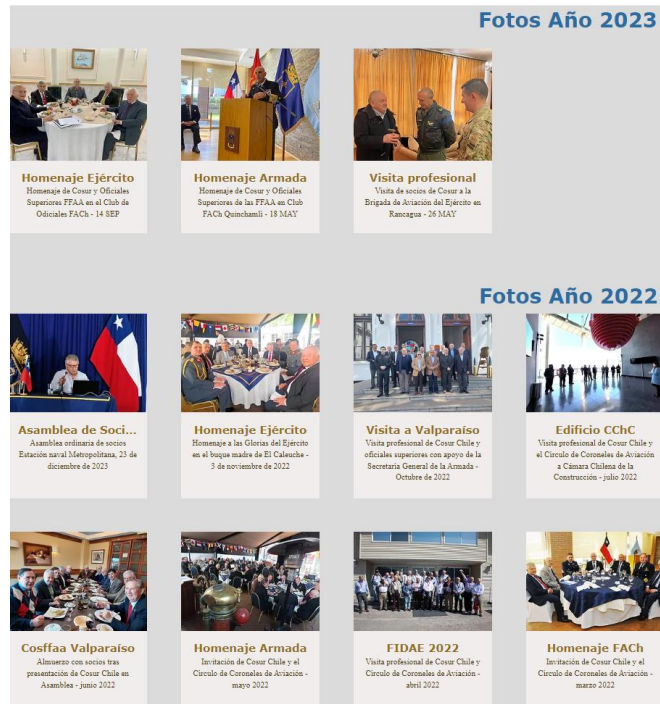 Fotos Año 2023
Homenaje Ejército
Homenaje de Cosur y Oficiales
Superiores FFAA en el Club de
Odiciales FACh - 14 SEP
Homenaje Armada
Homenaje de Cosur y Oficiales
Superiores de las FFAA en Club
FACh Quinchamli - 18 MAY
Visita profesional
Visita de socios de Cosur a la
Brigada de Aviación del Ejército en
Rancagua - 26 MAY
Fotos Año 2022
Asamblea de Soci...
Asamblea ordinaria de socios
Estación naval Metropolitana, 23 de
diciembre de 2023
Homenaje Ejército
Homenaje a las Glorias del Ejército
en el buque madre de El Caleuche -
3 de noviembre de 2022
Visita a Valparaíso
Visita profesional de Cosur Chile y
oficiales superiores con apoyo de la
Secretaria General de la Armada -
Octubre de 2022
Edificio CChC
Visita profesional de Cosur Chile y
el Circulo de Coroneles de Aviación
a Cámara Chilena de la
Construcción - julio 2022
Cosffaa Valparaíso
Almuerzo con socios tras
presentación de Cosur Chile en
Asamblea - junio 2022
Homenaje Armada
Invitación de Cosur Chile y el
Circulo de Coroneles de Aviación -
mayo 2022
FIDAE 2022
Visita profesional de Cosur Chile y
Circulo de Coroneles de Aviación -
abril 2022
Homenaje FACh
Invitación de Cosur Chile y el
Circulo de Coroneles de Aviación -
marzo 2022